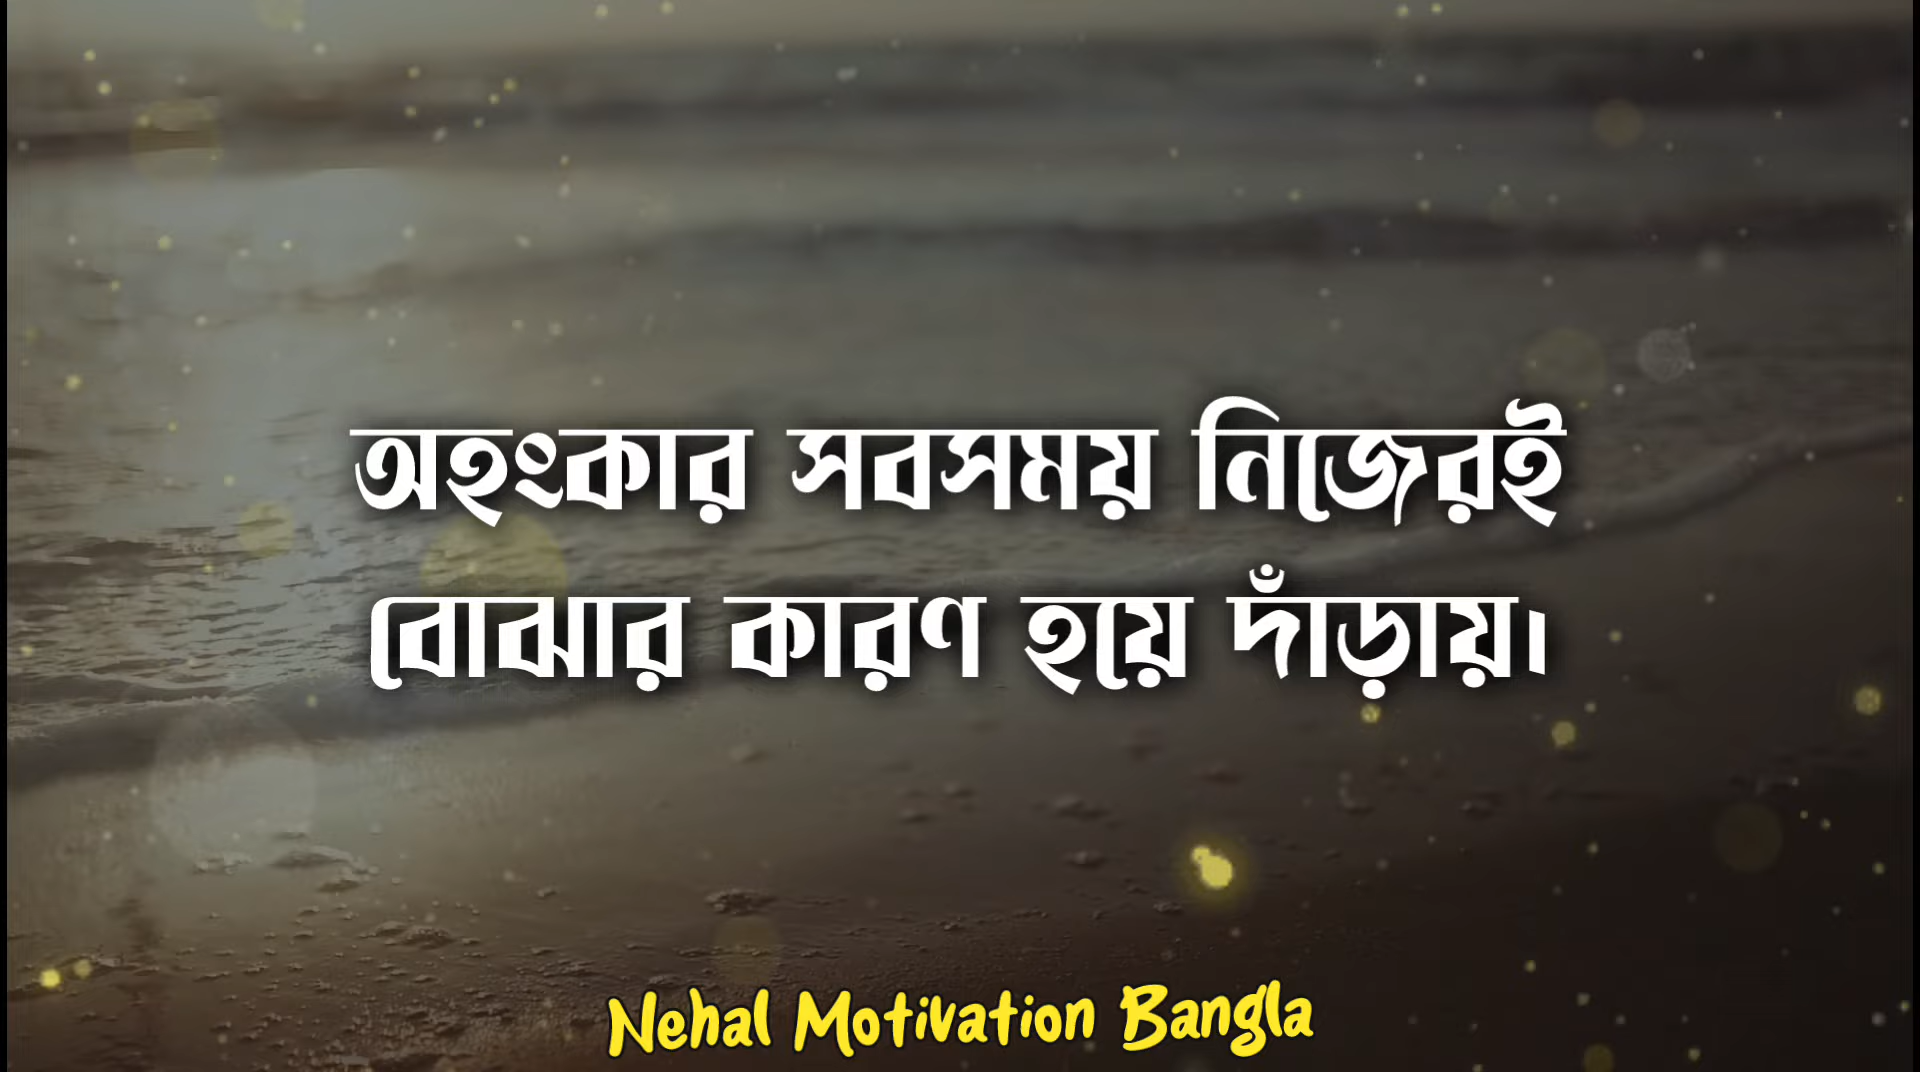 অহংকার সবসময় নিজেরই
বোঝার কারণ হয়ে দাঁড়ায়।
Nehal Motivation Bangla